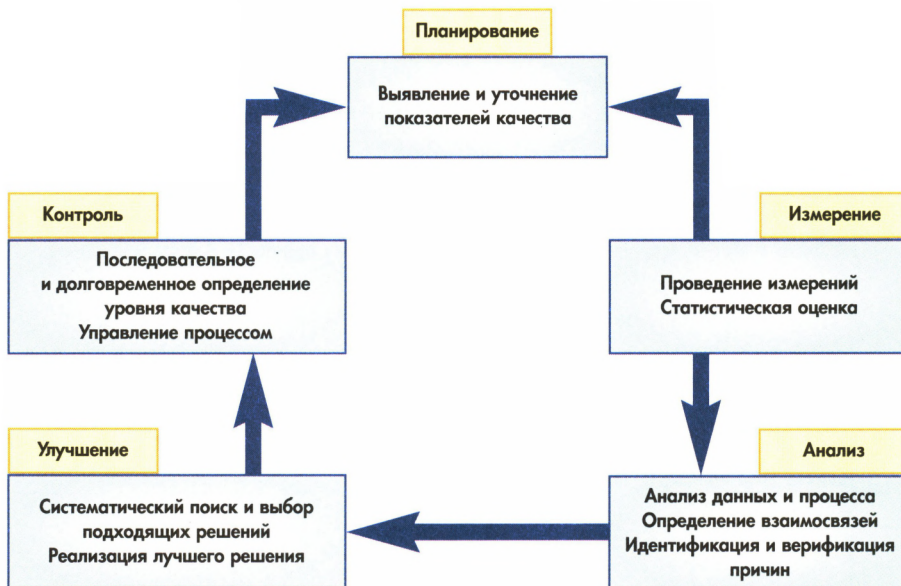 Планирование
Выявление и уточнение
показателей качества
Контроль
Последовательное
и долговременное определение
уровня качества
Управление процессом
Измерение
Проведение измерений
Статистическая оценка
Улучшение
Систематический поиск и выбор
подходящих решений
Реализация лучшего решения
Анализ
Анализ данных и процесса
Определение взаимосвязей
Идентификация и верификация
причин